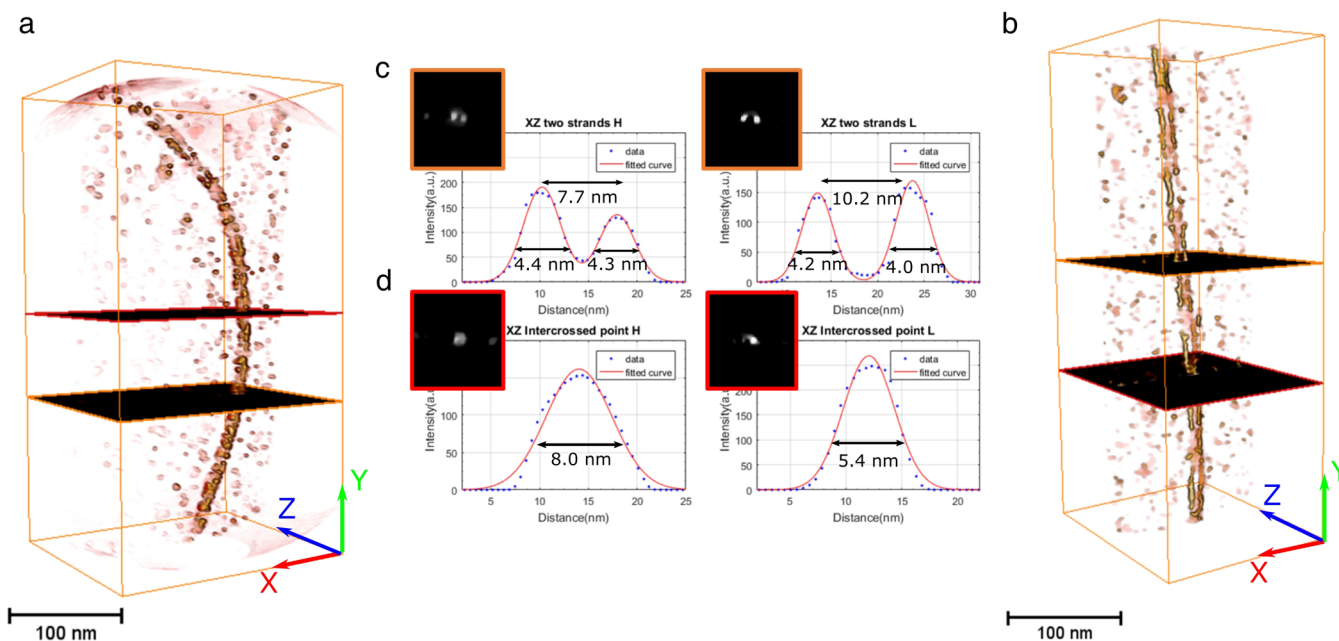 a
Z
Y
X
100 nm
c
XZ two strands H
data
fitted curve
200
150
100
50
0
Intensity(a.u.)
7.7 nm
4.4 nm
4.3 nm
5
10
15
20
25
Distance(nm)
XZ two strands L
data
fitted curve
150
100
50
0
Intensity(a.u.)
10.2 nm
4.2 nm
4.0 nm
5
10
15
20
25
30
Distance(nm)
d
XZ Intercrossed point H
data
fitted curve
150
100
50
0
Intensity(a.u.)
8.0 nm
5
10
15
20
25
Distance(nm)
XZ Intercrossed point L
data
fitted curve
250
200
150
100
50
0
Intensity(a.u.)
5.4 nm
5
10
15
20
Distance(nm)
b
Z
Y
X
100 nm